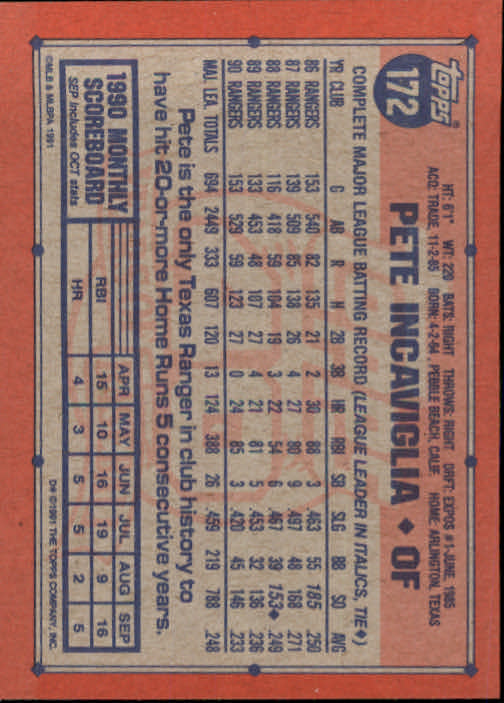 Topps®
172
PETE INCAVIGLIA ◆ OF
HT: 6'1" WT: 220 BATS: RIGHT THROWS: RIGHT DRFT: EXPOS #1-JUNE, 1985
ACQ: TRADE, 11-2-85 BORN: 4-2-64, PEBBLE BEACH, CALIF. HOME: ARLINGTON, TEXAS
COMPLETE MAJOR LEAGUE BATTING RECORD (LEAGUE LEADER IN ITALICS, TIE◆)
YR CLUB G AB R H 2B 3B HR RBI SB SLG BB SO AVG
86 RANGERS 153 540 82 135 21 2 30 88 3 .463 55 185 .250
87 RANGERS 139 509 85 138 26 4 27 80 9 .497 48 168 .271
88 RANGERS 116 418 59 104 19 3 22 54 6 .467 39 153◆ .249
89 RANGERS 133 453 48 107 27 4 21 81 5 .453 32 136 .236
90 RANGERS 153 529 59 123 27 0 24 85 3 .420 45 146 .233
MAJ. LEA. TOTALS 694 2449 333 607 120 13 124 388 26 .459 219 788 .248
Pete is the only Texas Ranger in club history to
have hit 20-or-more Home Runs 5 consecutive years.
1990 MONTHLY
SCOREBOARD
SEP includes OCT stats
APR MAY JUN JUL AUG SEP
RBI 15 10 16 19 9 16
HR 4 3 5 5 2 5
©MLB & MLBPA 1991
D* ©1991 THE TOPPS COMPANY, INC.